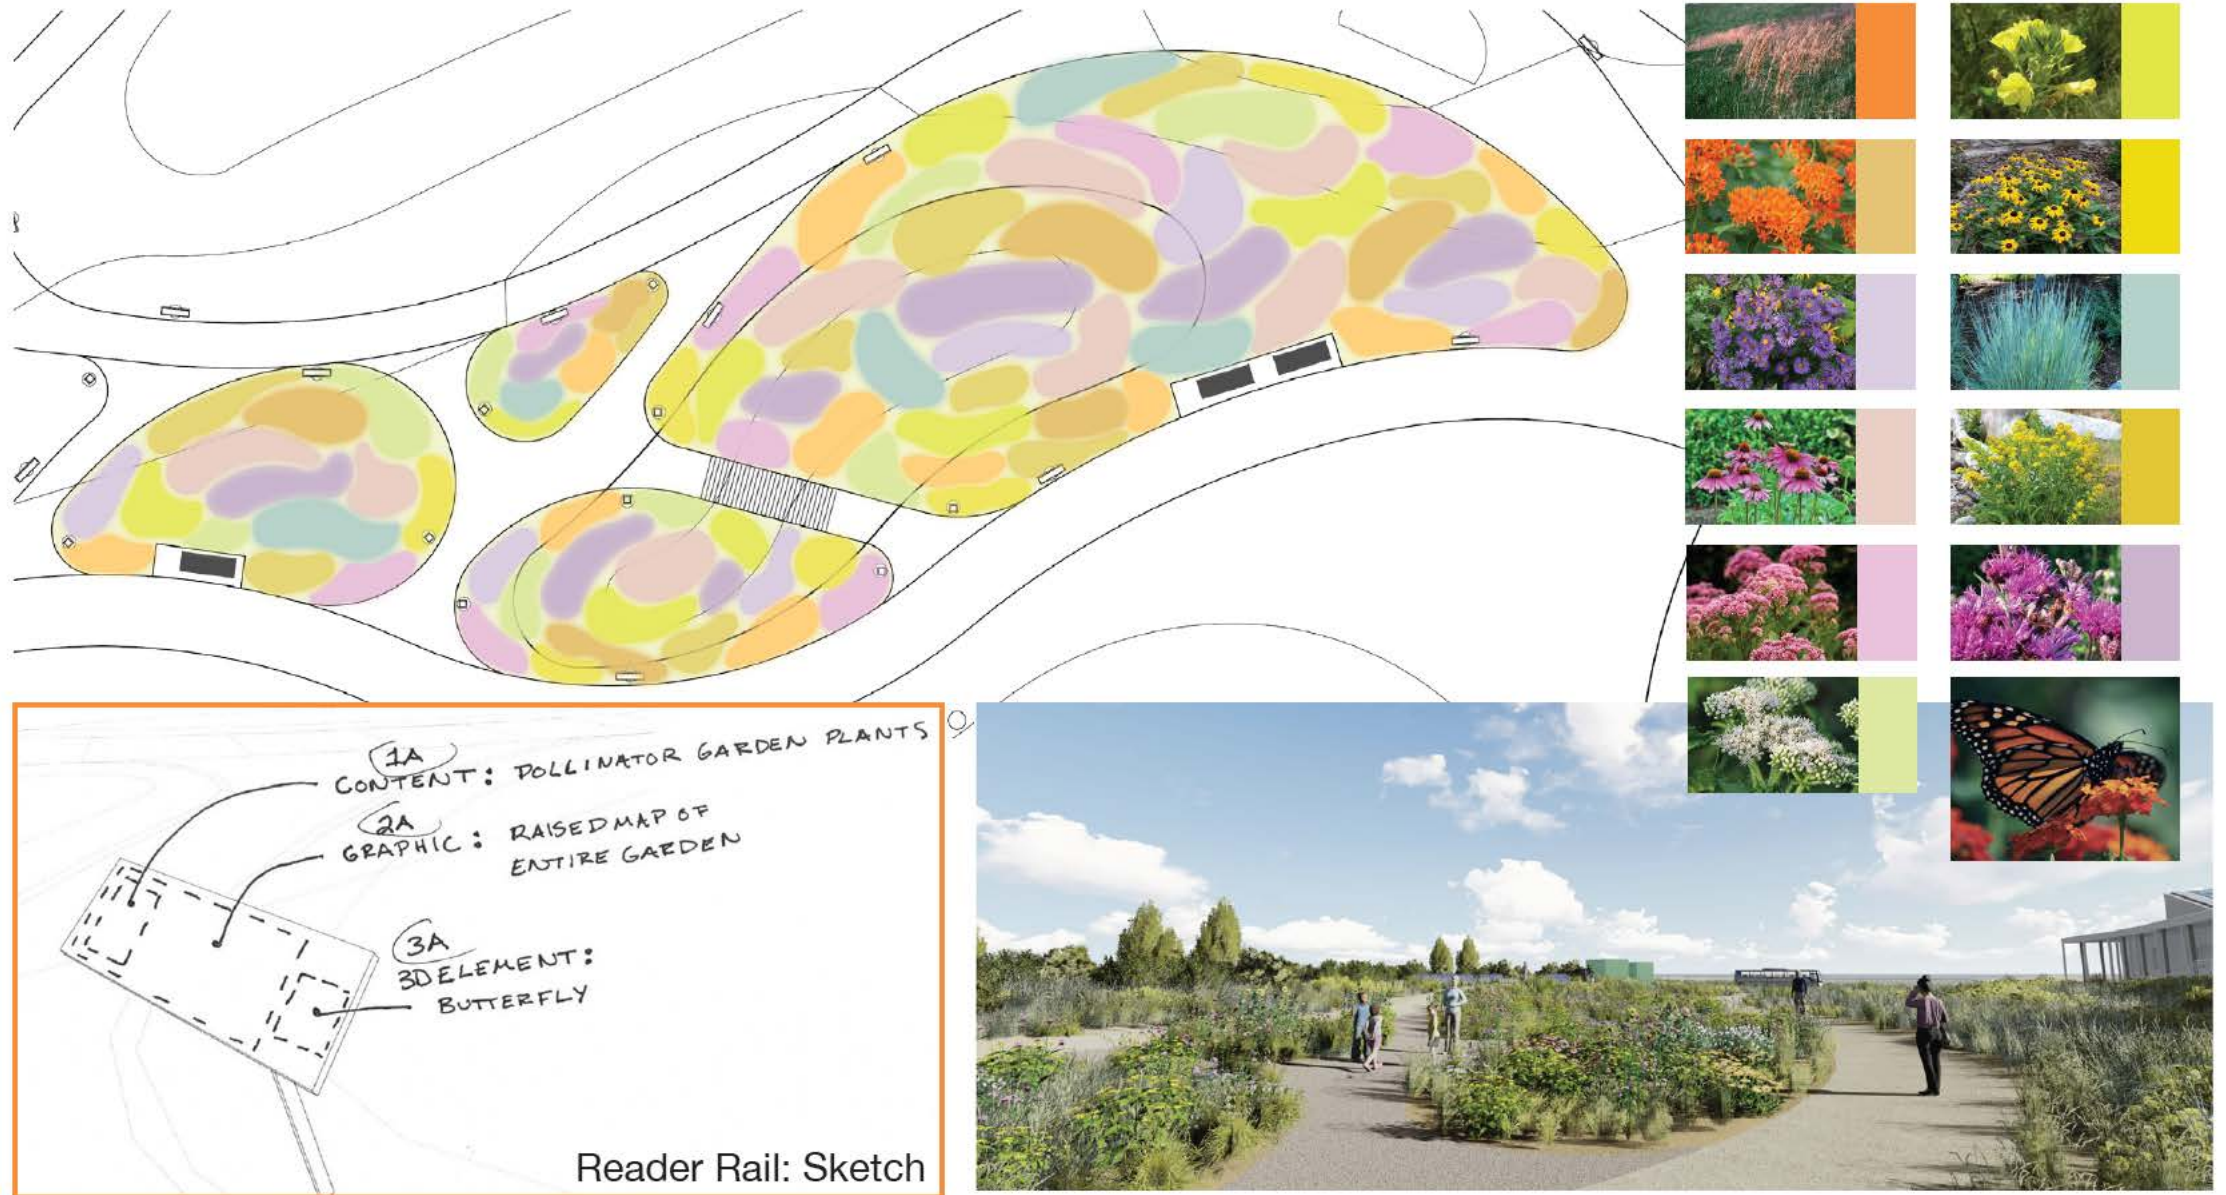 1A
CONTENT: POLLINATOR GARDEN PLANTS
2A
GRAPHIC: RAISED MAP OF
ENTIRE GARDEN
3A
3D ELEMENT:
BUTTERFLY
Reader Rail: Sketch